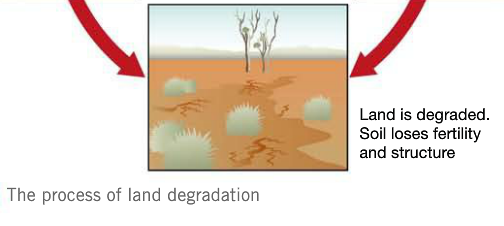 Land is degraded.
Soil loses fertility
and structure
The process of land degradation